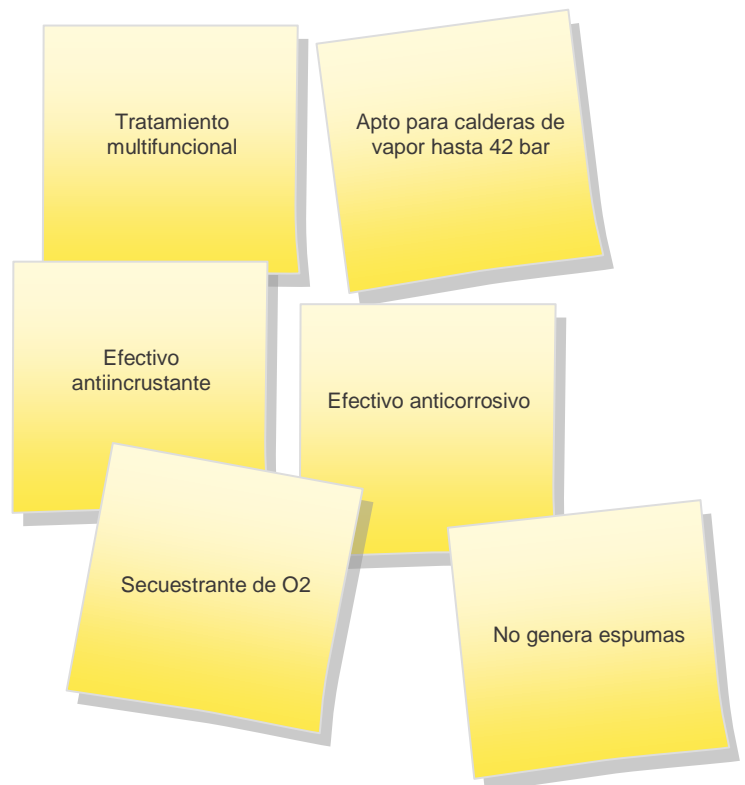 Tratamiento
multifuncional
Apto para calderas de
vapor hasta 42 bar
Efectivo
antiincrustante
Efectivo anticorrosivo
Secuestrante de O2
No genera espumas